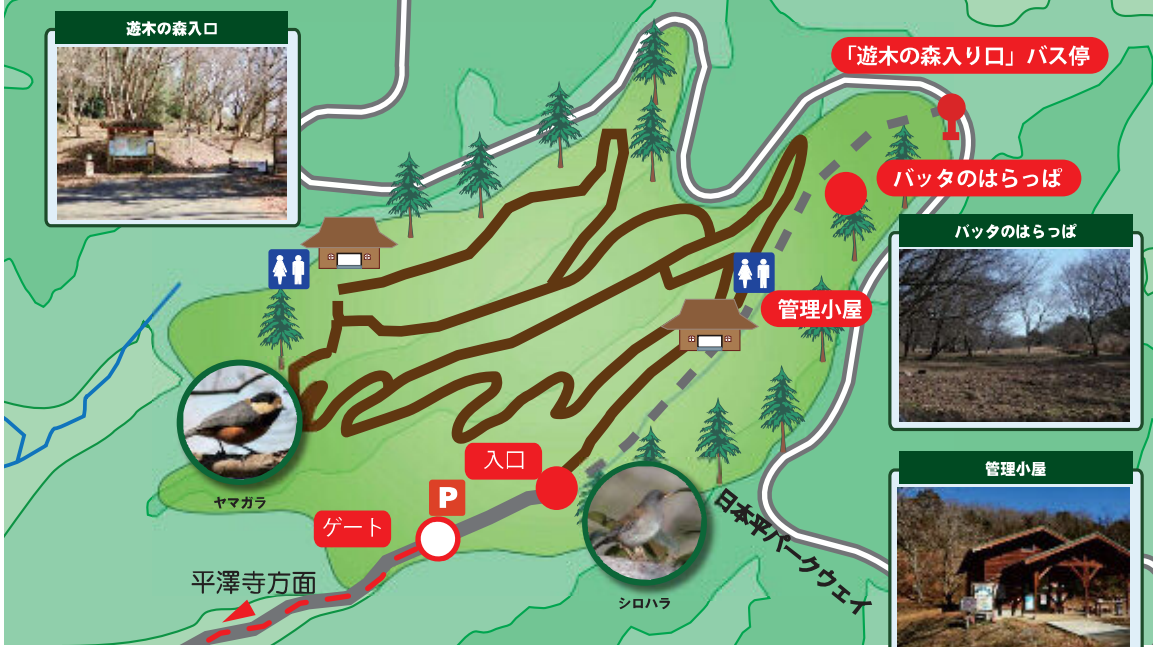 遊木の森入口
「遊木の森入り口」バス停
バッタのはらっぱ
バッタのはらっぱ
管理小屋
管理小屋
入口
P
ゲート
ヤマガラ
シロハラ
平澤寺方面
日本平パークウェイ